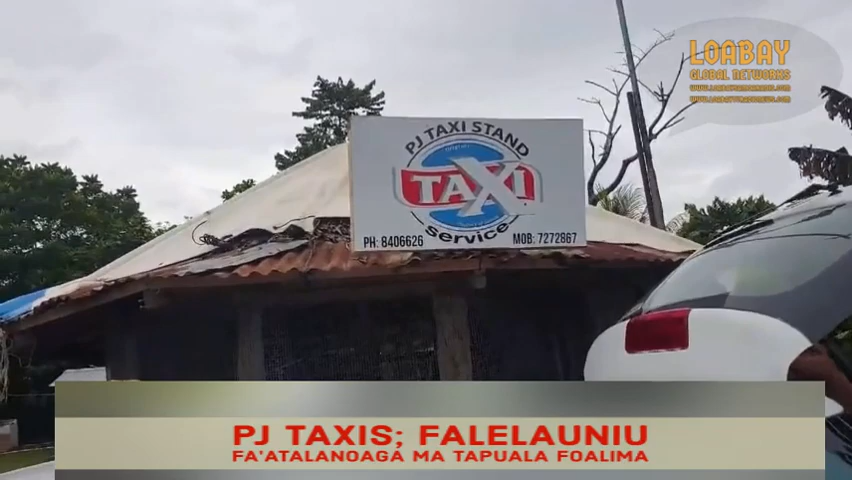 LOABAY
GLOBAL NETWORKS
PJ TAXI STAND
TAXI
service
PH: 8406626
MOB: 7272867
PJ TAXIS; FALELAUNIU
FA'ATALANOAGA MA TAPUALA FOALIMA